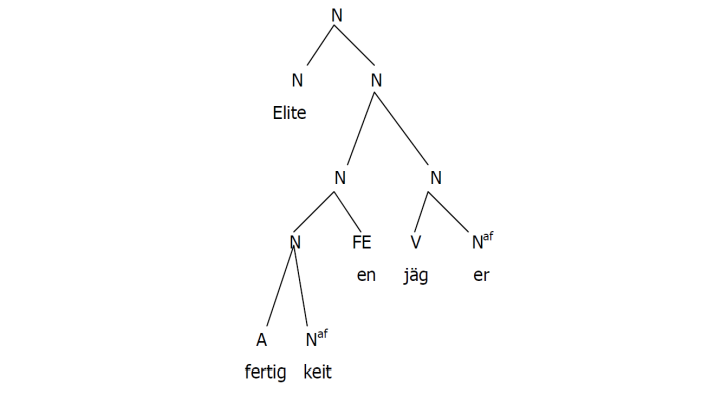 N
N N
Elite
N N
N FE V Nᵃᶠ
en jäg er
A Nᵃᶠ
fertig keit